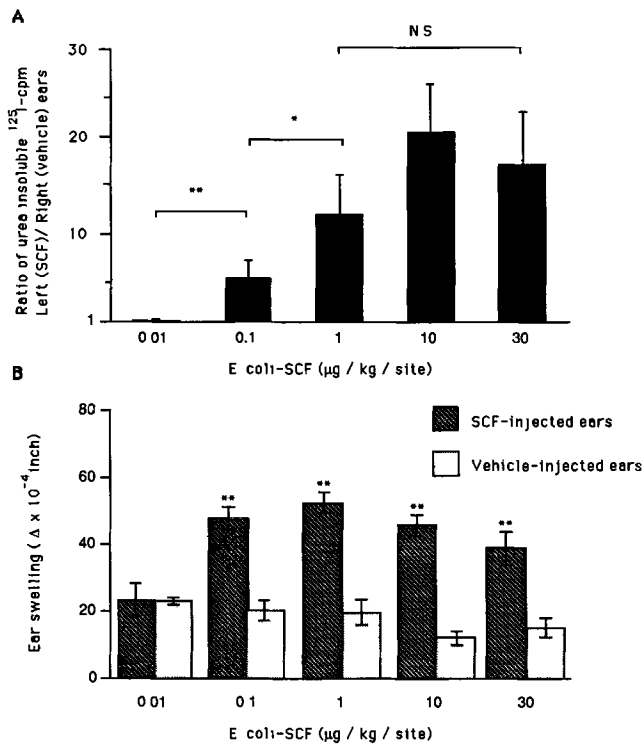 A
Ratio of urea insoluble ¹²⁵I-cpm
Left (SCF)/ Right (vehicle) ears
30
20
10
1
**
*
NS
0 01
0.1
1
10
30
E coli-SCF (µg / kg / site)
B
Ear swelling ( Δ x 10⁻⁴ inch)
80
60
40
20
0
SCF-injected ears
Vehicle-injected ears
**
**
**
**
0 01
0 1
1
10
30
E coli-SCF (µg / kg / site)